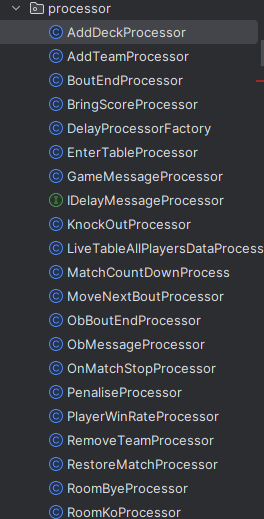 processor
AddDeckProcessor
AddTeamProcessor
BoutEndProcessor
BringScoreProcessor
DelayProcessorFactory
EnterTableProcessor
GameMessageProcessor
IDelayMessageProcessor
KnockOutProcessor
LiveTableAllPlayersDataProcess
MatchCountDownProcess
MoveNextBoutProcessor
ObBoutEndProcessor
ObMessageProcessor
OnMatchStopProcessor
PenaliseProcessor
PlayerWinRateProcessor
RemoveTeamProcessor
RestoreMatchProcessor
RoomByeProcessor
RoomKoProcessor